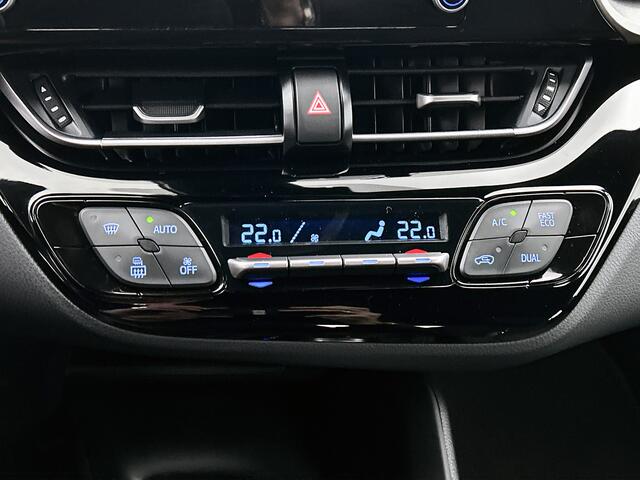 22.0 22.0
AUTO
A/C
FAST
ECO
OFF
DUAL